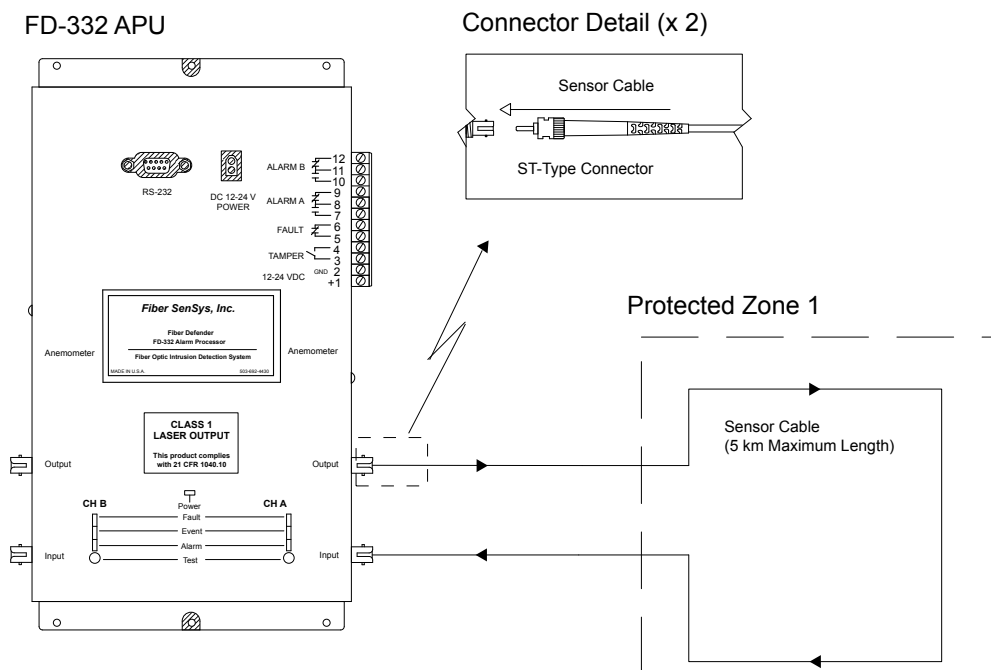 FD-332 APU
Connector Detail (x 2)
Sensor Cable
ST-Type Connector
RS-232
DC 12-24 V
POWER
ALARM B
12
11
10
ALARM A
9
8
7
FAULT
6
5
TAMPER
4
3
12-24 VDC
GND 2
+1
Fiber SenSys, Inc.
Fiber Defender
FD-332 Alarm Processor
Fiber Optic Intrusion Detection System
MADE IN U.S.A.
503-692-4430
Anemometer
Anemometer
CLASS 1
LASER OUTPUT
This product complies
with 21 CFR 1040.10
Output
Output
Power
CH B
CH A
Fault
Event
Alarm
Test
Input
Input
Protected Zone 1
Sensor Cable
(5 km Maximum Length)